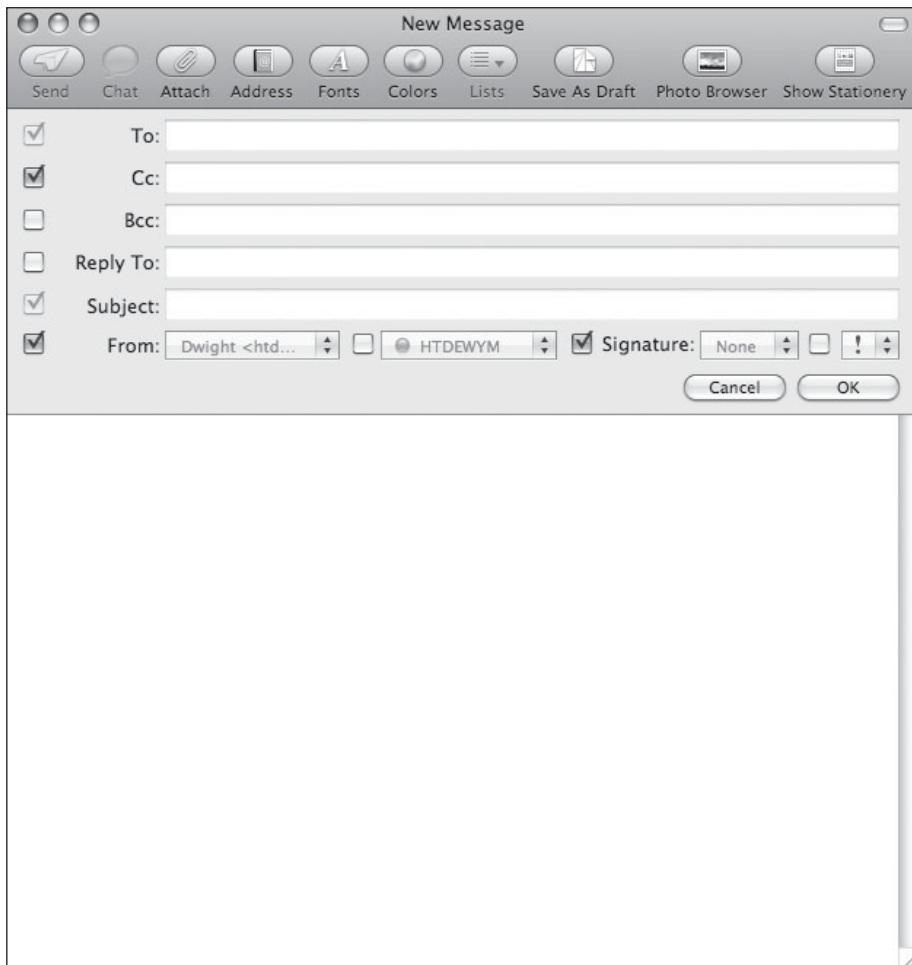 New Message
Send Chat Attach Address Fonts Colors Lists Save As Draft Photo Browser Show Stationery
To:
Cc:
Bcc:
Reply To:
Subject:
From: Dwight <htd... HTDEWYM Signature: None !
Cancel OK